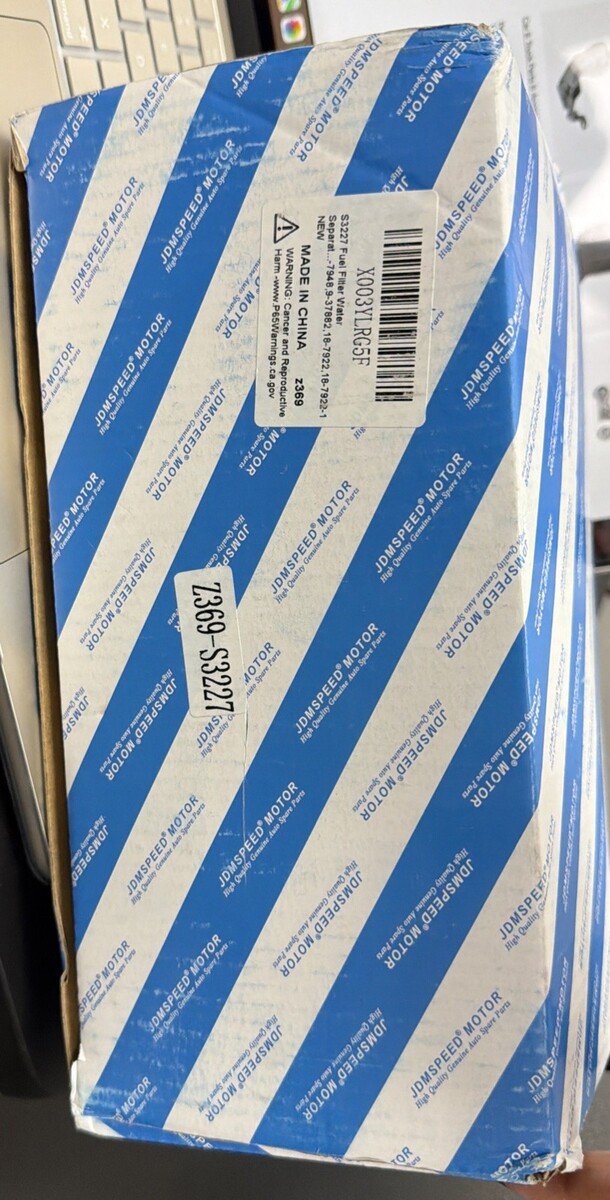 X003YLRG5F
S3227 Fuel Filter Water
Separat...-7948,9-37882,18-7922,18-7922-1
NEW
MADE IN CHINA z369
WARNING: Cancer and Reproductive
Harm -www.P65Warnings.ca.gov
Z369-S3227
JDMSPEED® MOTOR
High Quality Genuine Auto Spare Parts